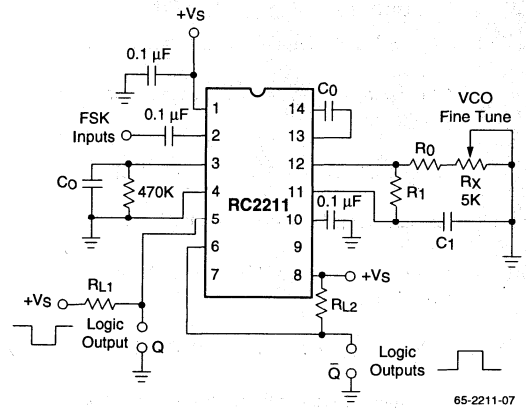 +VS
0.1 µF
0.1 µF
FSK
Inputs
CO
470K
RC2211
1
2
3
4
5
6
7
14
13
12
11
10
9
8
C0
VCO
Fine Tune
R0
RX
5K
R1
0.1 µF
C1
+VS
RL1
+VS
Logic
Output
Q
RL2
Q̄
Logic
Outputs
65-2211-07